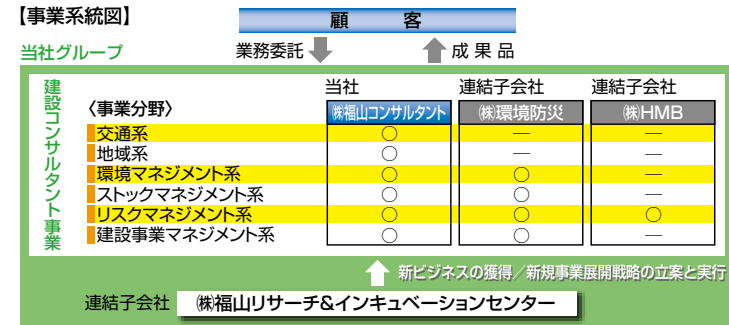 【事業系統図】
顧　客
当社グループ
業務委託
成果品
建設コンサルタント事業
〈事業分野〉
当社 連結子会社 連結子会社
㈱福山コンサルタント ㈱環境防災 ㈱HMB
交通系 ○ ― ―
地域系 ○ ― ―
環境マネジメント系 ○ ○ ―
ストックマネジメント系 ○ ○ ―
リスクマネジメント系 ○ ○ ○
建設事業マネジメント系 ○ ○ ―
新ビジネスの獲得／新規事業展開戦略の立案と実行
連結子会社 ㈱福山リサーチ&インキュベーションセンター